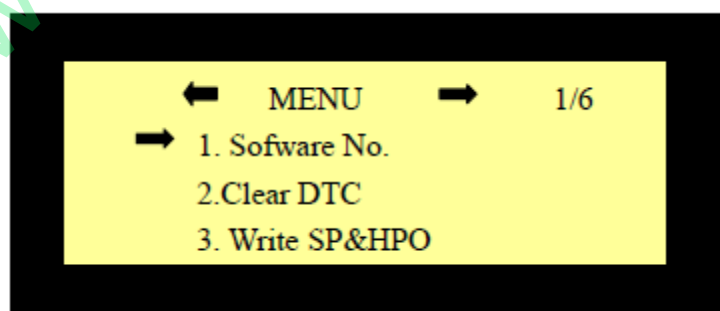 ← MENU → 1/6
→ 1. Sofware No.
2.Clear DTC
3. Write SP&HPO